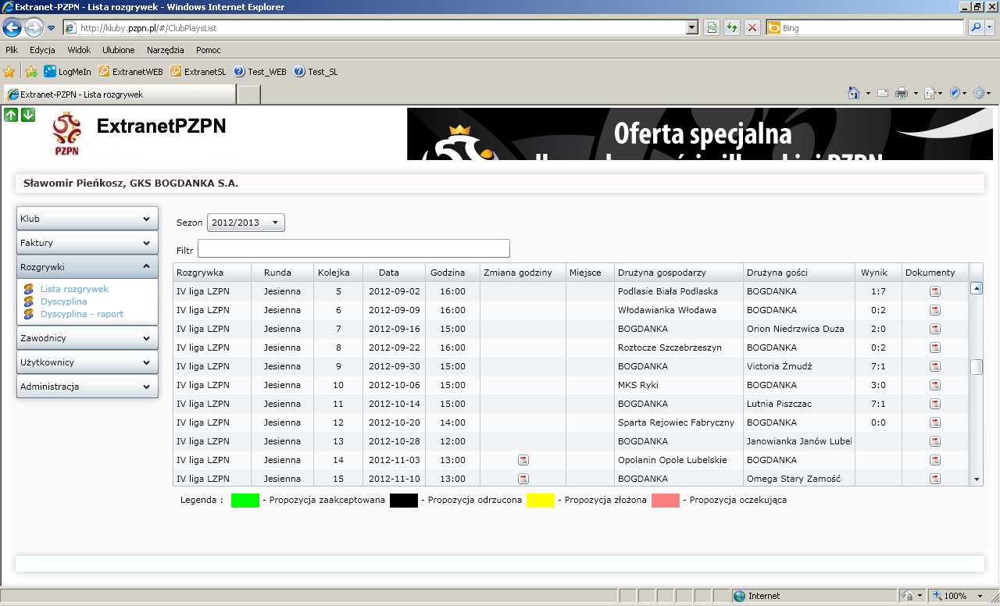 Extranet-PZPN - Lista rozgrywek - Windows Internet Explorer
http://kluby.pzpn.pl/#/ClubPlaysList
Bing
Plik Edycja Widok Ulubione Narzędzia Pomoc
LogMeIn ExtranetWEB ExtranetSL Test_WEB Test_SL
Extranet-PZPN - Lista rozgrywek
PZPN
ExtranetPZPN
Oferta specjalna
Sławomir Pieńkosz, GKS BOGDANKA S.A.
Klub
Faktury
Rozgrywki
Lista rozgrywek
Dyscyplina
Dyscyplina - raport
Zawodnicy
Użytkownicy
Administracja
Sezon 2012/2013
Filtr
Rozgrywka Runda Kolejka Data Godzina Zmiana godziny Miejsce Drużyna gospodarzy Drużyna gości Wynik Dokumenty
IV liga LZPN Jesienna 5 2012-09-02 16:00 Podlasie Biała Podlaska BOGDANKA 1:7
IV liga LZPN Jesienna 6 2012-09-09 16:00 Włodawianka Włodawa BOGDANKA 0:2
IV liga LZPN Jesienna 7 2012-09-16 15:00 BOGDANKA Orion Niedrzwica Duża 2:0
IV liga LZPN Jesienna 8 2012-09-22 16:00 Roztocze Szczebrzeszyn BOGDANKA 0:2
IV liga LZPN Jesienna 9 2012-09-30 15:00 BOGDANKA Victoria Żmudź 7:1
IV liga LZPN Jesienna 10 2012-10-06 15:00 MKS Ryki BOGDANKA 3:0
IV liga LZPN Jesienna 11 2012-10-14 15:00 BOGDANKA Lutnia Piszczac 7:1
IV liga LZPN Jesienna 12 2012-10-20 14:00 Sparta Rejowiec Fabryczny BOGDANKA 0:0
IV liga LZPN Jesienna 13 2012-10-28 12:00 BOGDANKA Janowianka Janów Lubel
IV liga LZPN Jesienna 14 2012-11-03 13:00 Opolanin Opole Lubelskie BOGDANKA
IV liga LZPN Jesienna 15 2012-11-10 13:00 BOGDANKA Omega Stary Zamość
Legenda : - Propozycja zaakceptowana - Propozycja odrzucona - Propozycja złożona - Propozycja oczekująca
Internet 100%